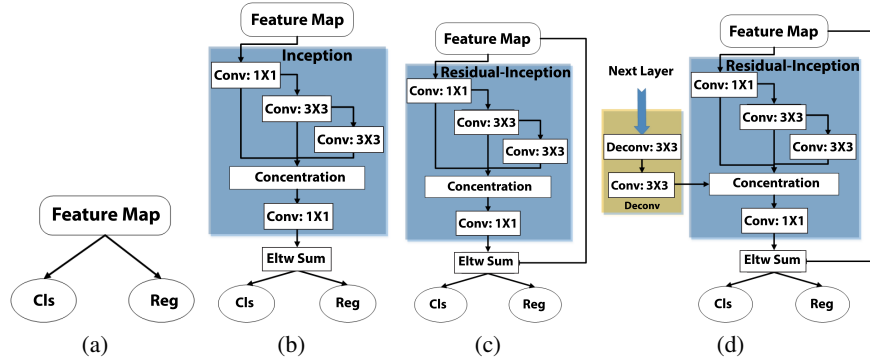 Feature Map
Cls
Reg
(a)
Feature Map
Inception
Conv: 1X1
Conv: 3X3
Conv: 3X3
Concentration
Conv: 1X1
Eltw Sum
Cls
Reg
(b)
Feature Map
Residual-Inception
Conv: 1X1
Conv: 3X3
Conv: 3X3
Concentration
Conv: 1X1
Eltw Sum
Cls
Reg
(c)
Feature Map
Residual-Inception
Next Layer
Conv: 1X1
Conv: 3X3
Deconv: 3X3
Conv: 3X3
Conv: 3X3
Concentration
Deconv
Conv: 1X1
Eltw Sum
Cls
Reg
(d)